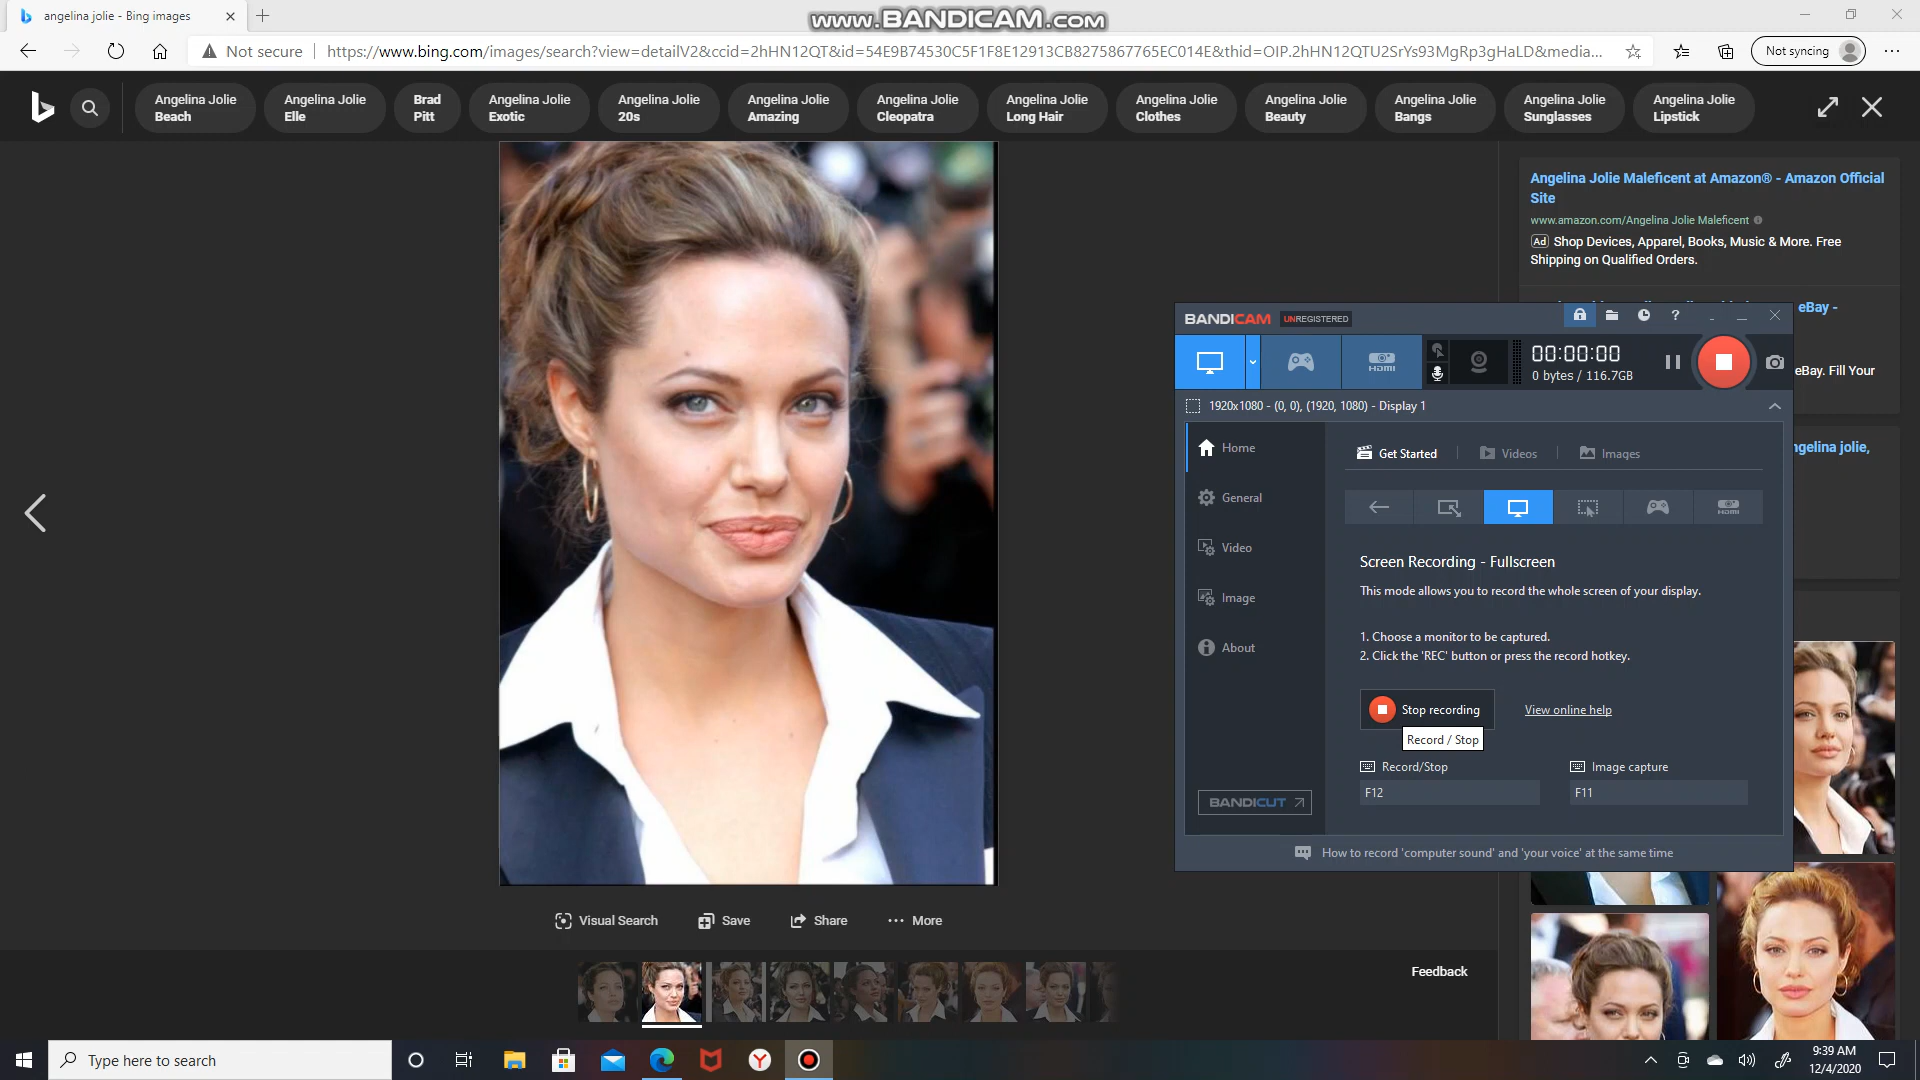 angelina jolie - Bing images
www.BANDICAM.com
Not secure
https://www.bing.com/images/search?view=detailV2&ccid=2hHN12QT&id=54E9B74530C5F1F8E12913CB8275867765EC014E&thid=OIP.2hHN12QTU2SrYs93MgRp3gHaLD&media...
Not syncing
Angelina Jolie
Beach
Angelina Jolie
Elle
Brad
Pitt
Angelina Jolie
Exotic
Angelina Jolie
20s
Angelina Jolie
Amazing
Angelina Jolie
Cleopatra
Angelina Jolie
Long Hair
Angelina Jolie
Clothes
Angelina Jolie
Beauty
Angelina Jolie
Bangs
Angelina Jolie
Sunglasses
Angelina Jolie
Lipstick
Angelina Jolie Maleficent at Amazon® - Amazon Official
Site
www.amazon.com/Angelina Jolie Maleficent
Ad Shop Devices, Apparel, Books, Music & More. Free
Shipping on Qualified Orders.
eBay -
eBay. Fill Your
ngelina jolie,
BANDICAM UNREGISTERED
HDMI
00:00:00
0 bytes / 116.7GB
1920x1080 - (0, 0), (1920, 1080) - Display 1
Home
General
Video
Image
About
BANDICUT
Get Started
Videos
Images
HDMI
Screen Recording - Fullscreen
This mode allows you to record the whole screen of your display.
1. Choose a monitor to be captured.
2. Click the 'REC' button or press the record hotkey.
Stop recording
View online help
Record / Stop
Record/Stop
Image capture
F12
F11
How to record 'computer sound' and 'your voice' at the same time
Visual Search
Save
Share
More
Feedback
Type here to search
9:39 AM
12/4/2020